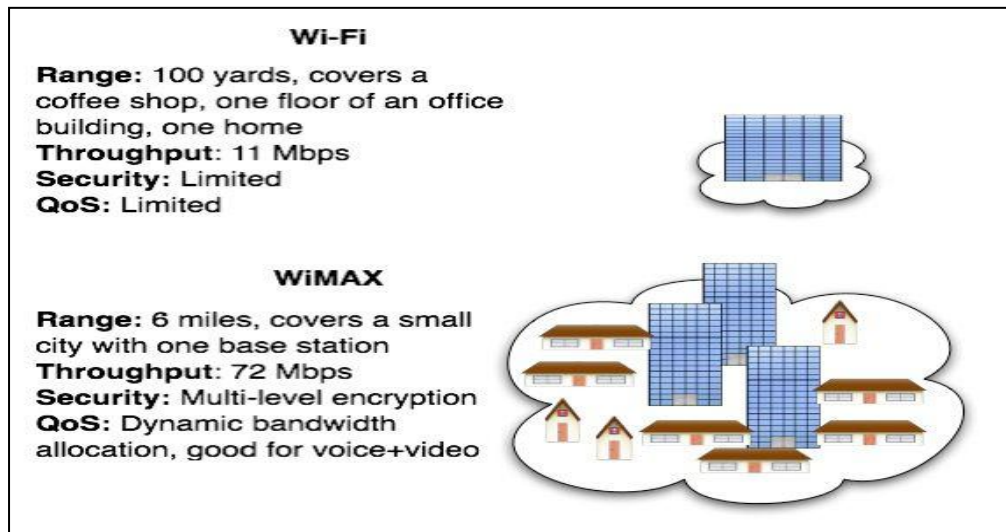 Wi-Fi
Range: 100 yards, covers a
coffee shop, one floor of an office
building, one home
Throughput: 11 Mbps
Security: Limited
QoS: Limited
WiMAX
Range: 6 miles, covers a small
city with one base station
Throughput: 72 Mbps
Security: Multi-level encryption
QoS: Dynamic bandwidth
allocation, good for voice+video